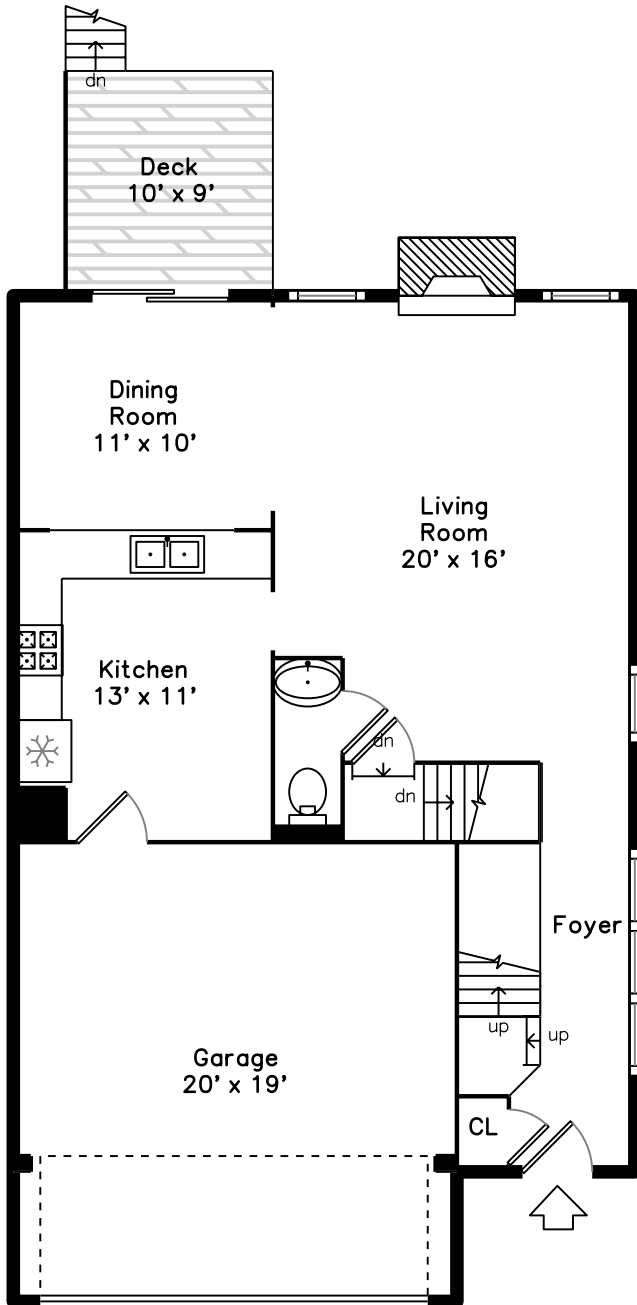 dn
Deck
10' x 9'
Dining
Room
11' x 10'
Living
Room
20' x 16'
Kitchen
13' x 11'
dn
dn
Foyer
up
up
Garage
20' x 19'
CL